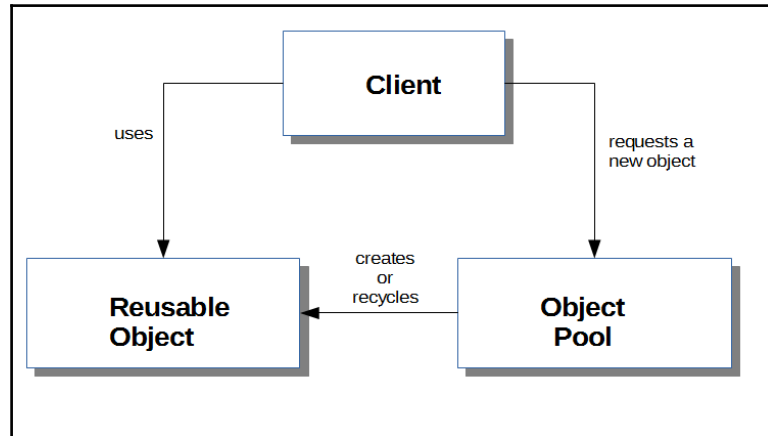 Client
uses
requests a
new object
creates
or
recycles
Reusable
Object
Object
Pool